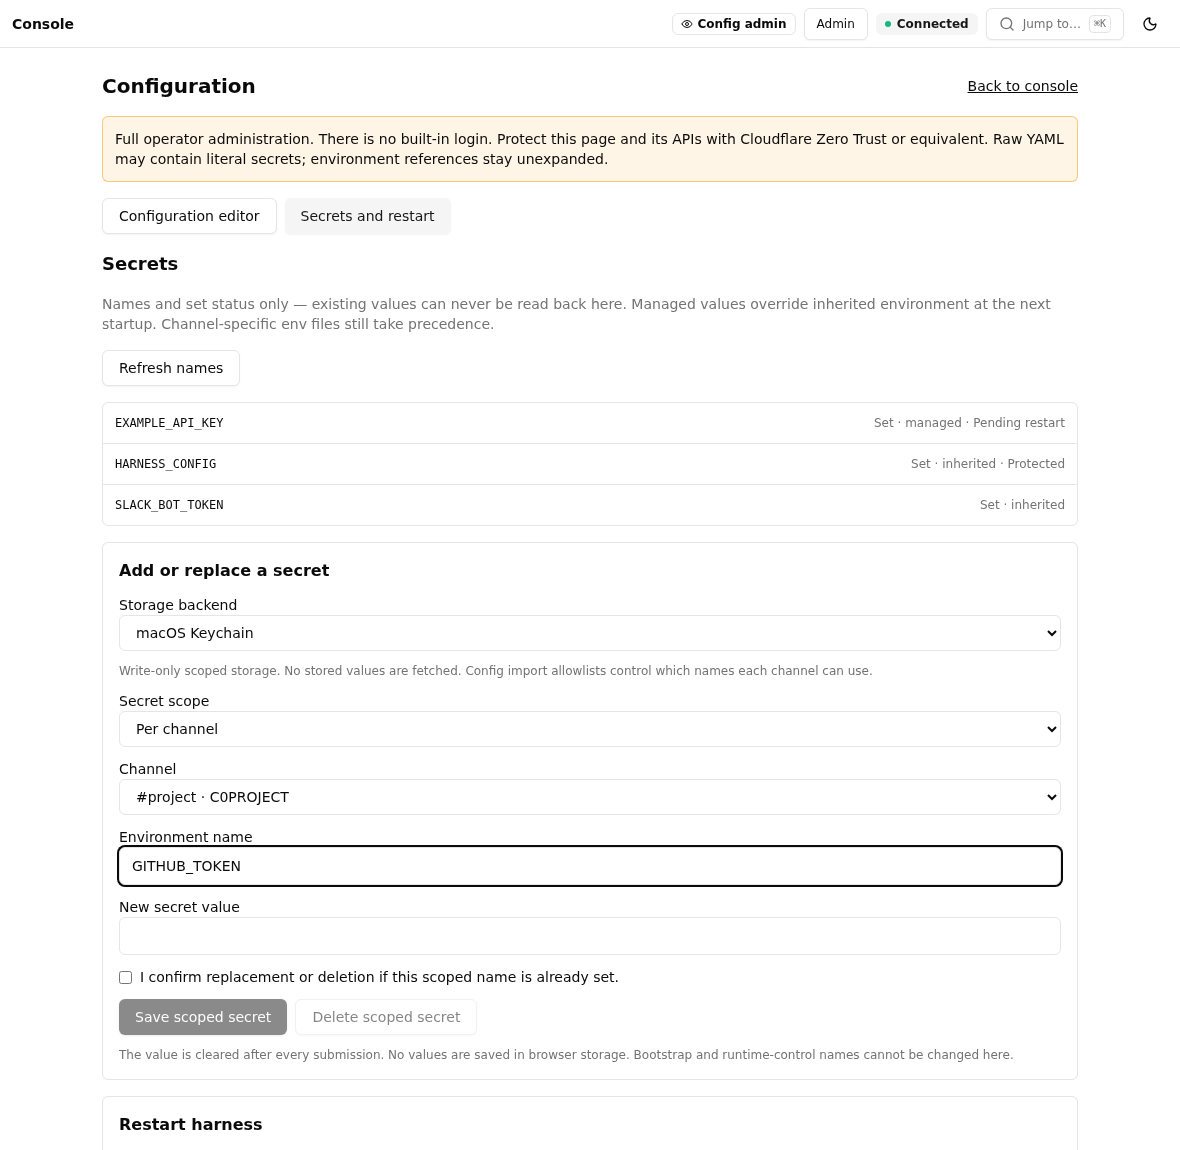 Console
Config admin
Admin
Connected
Jump to...
⌘K
Configuration
Back to console
Full operator administration. There is no built-in login. Protect this page and its APIs with Cloudflare Zero Trust or equivalent. Raw YAML
may contain literal secrets; environment references stay unexpanded.
Configuration editor
Secrets and restart
Secrets
Names and set status only — existing values can never be read back here. Managed values override inherited environment at the next
startup. Channel-specific env files still take precedence.
Refresh names
EXAMPLE_API_KEY
Set · managed · Pending restart
HARNESS_CONFIG
Set · inherited · Protected
SLACK_BOT_TOKEN
Set · inherited
Add or replace a secret
Storage backend
macOS Keychain
Write-only scoped storage. No stored values are fetched. Config import allowlists control which names each channel can use.
Secret scope
Per channel
Channel
#project · C0PROJECT
Environment name
GITHUB_TOKEN
New secret value
I confirm replacement or deletion if this scoped name is already set.
Save scoped secret
Delete scoped secret
The value is cleared after every submission. No values are saved in browser storage. Bootstrap and runtime-control names cannot be changed here.
Restart harness